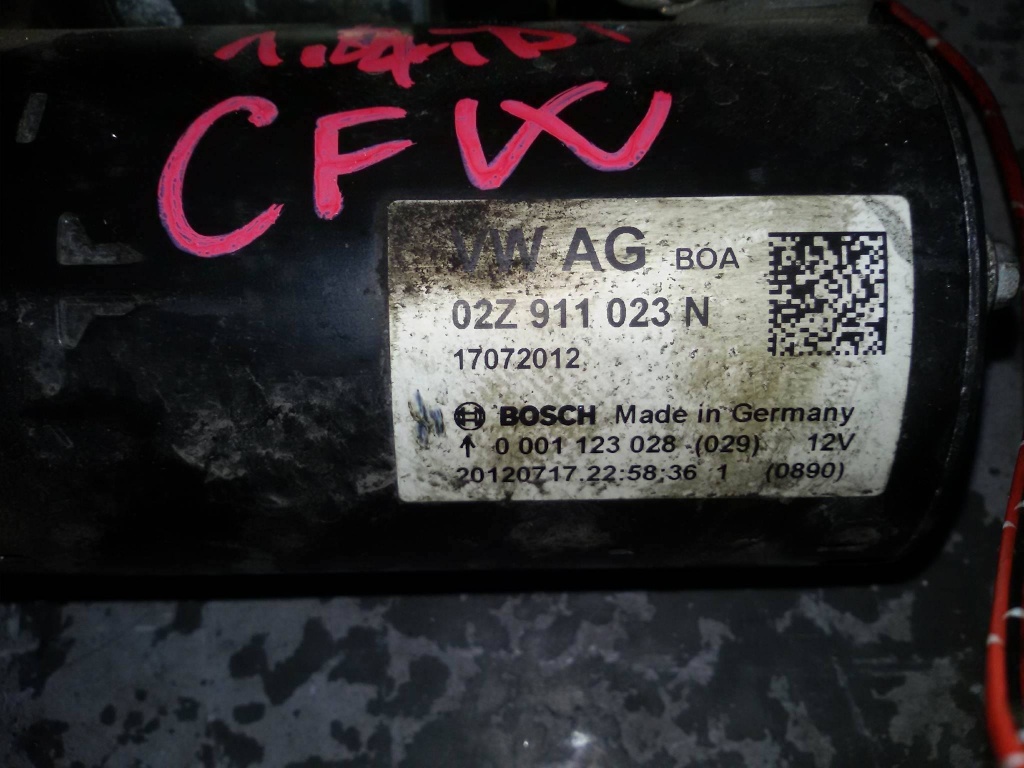 CFW
VW AG BOA
02Z 911 023 N
17072012
BOSCH Made in Germany
↑ 0 001 123 028 (029) 12V
20120717.22:58:36 1 (0890)